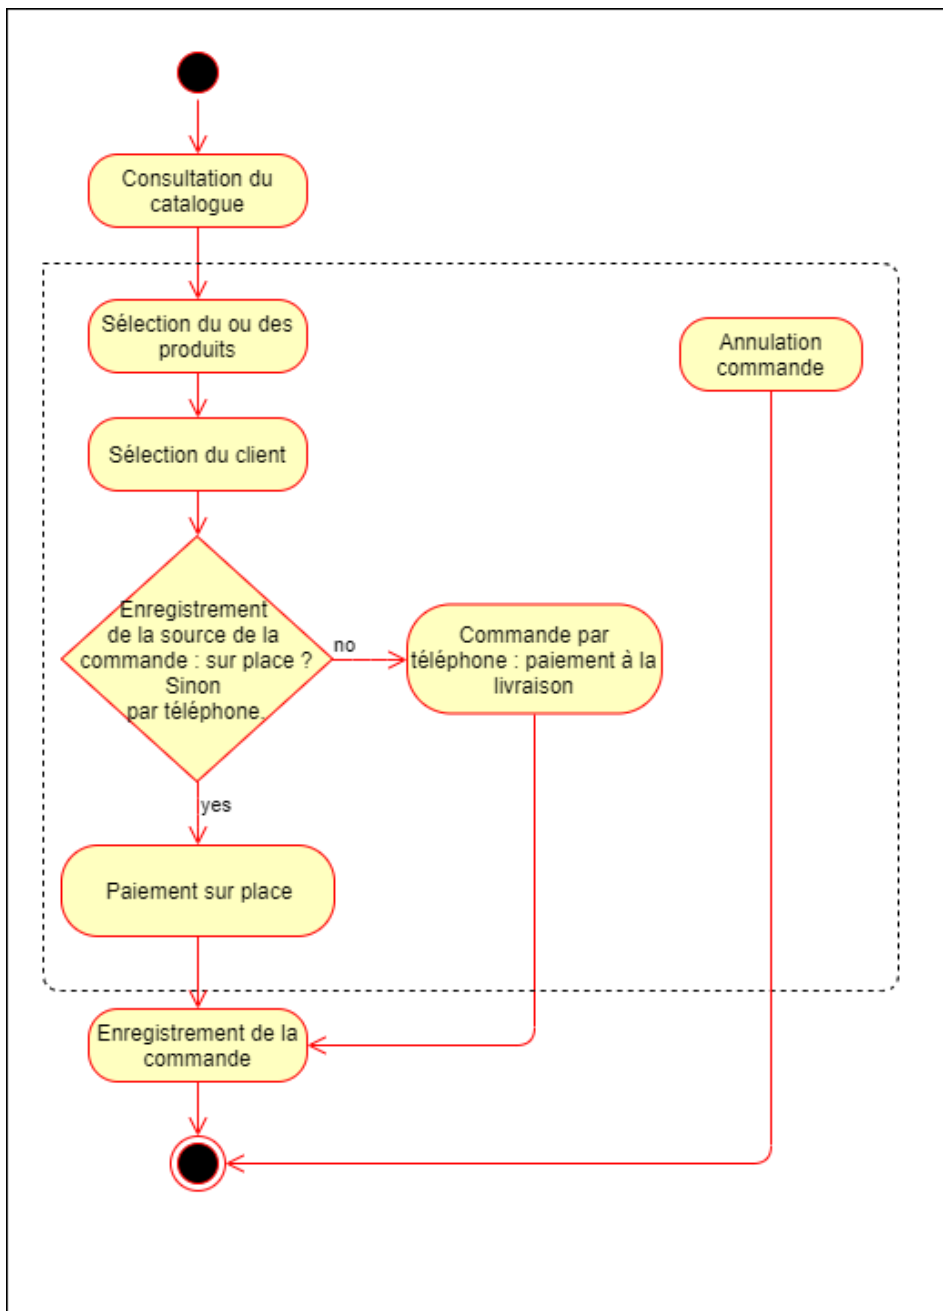 Consultation du
catalogue
Sélection du ou des
produits
Annulation
commande
Sélection du client
Enregistrement
de la source de la
commande : sur place ?
Sinon
par téléphone.
no
Commande par
téléphone : paiement à la
livraison
yes
Paiement sur place
Enregistrement de la
commande